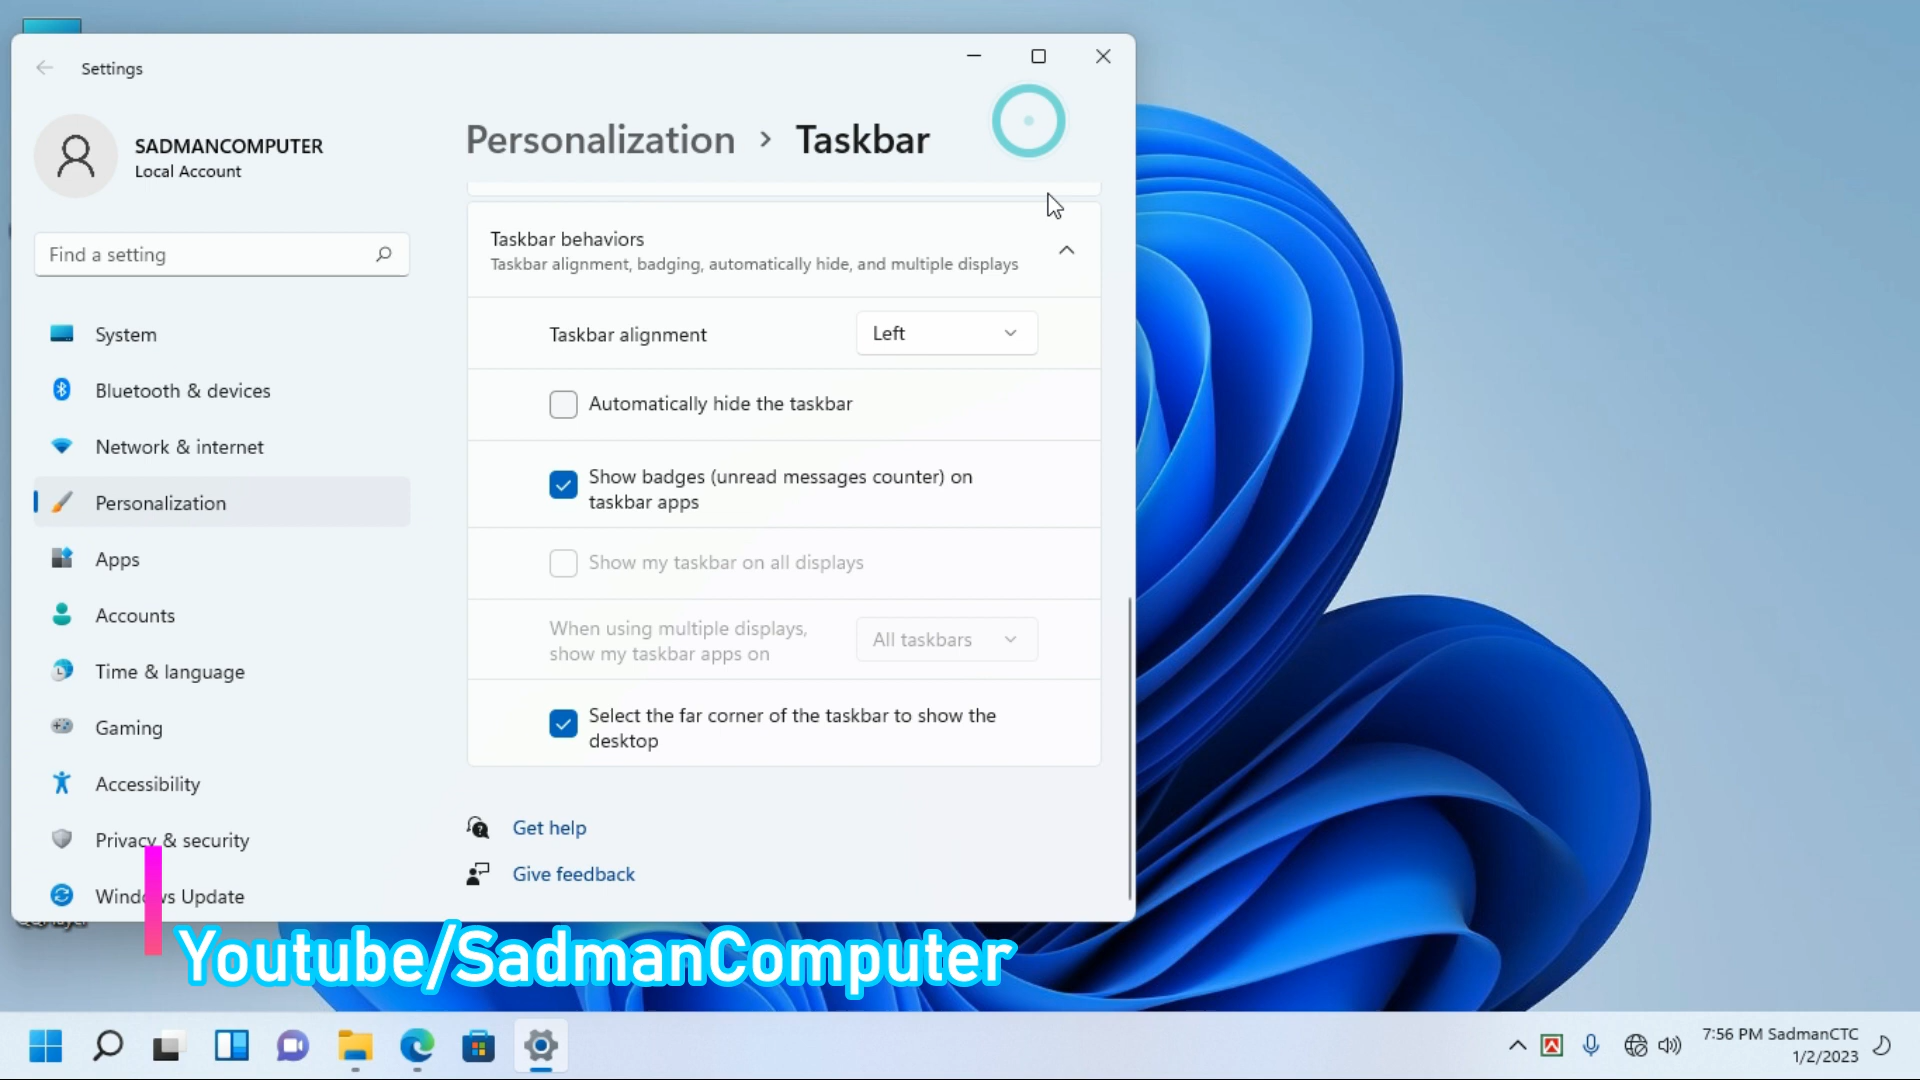 Settings
SADMANCOMPUTER
Local Account
Find a setting
System
Bluetooth & devices
Network & internet
Personalization
Apps
Accounts
Time & language
Gaming
Accessibility
Privacy & security
Windows Update
Personalization > Taskbar
Taskbar behaviors
Taskbar alignment, badging, automatically hide, and multiple displays
Taskbar alignment
Left
Automatically hide the taskbar
Show badges (unread messages counter) on
taskbar apps
Show my taskbar on all displays
When using multiple displays,
show my taskbar apps on
All taskbars
Select the far corner of the taskbar to show the
desktop
Get help
Give feedback
Youtube/SadmanComputer
7:56 PM SadmanCTC
1/2/2023